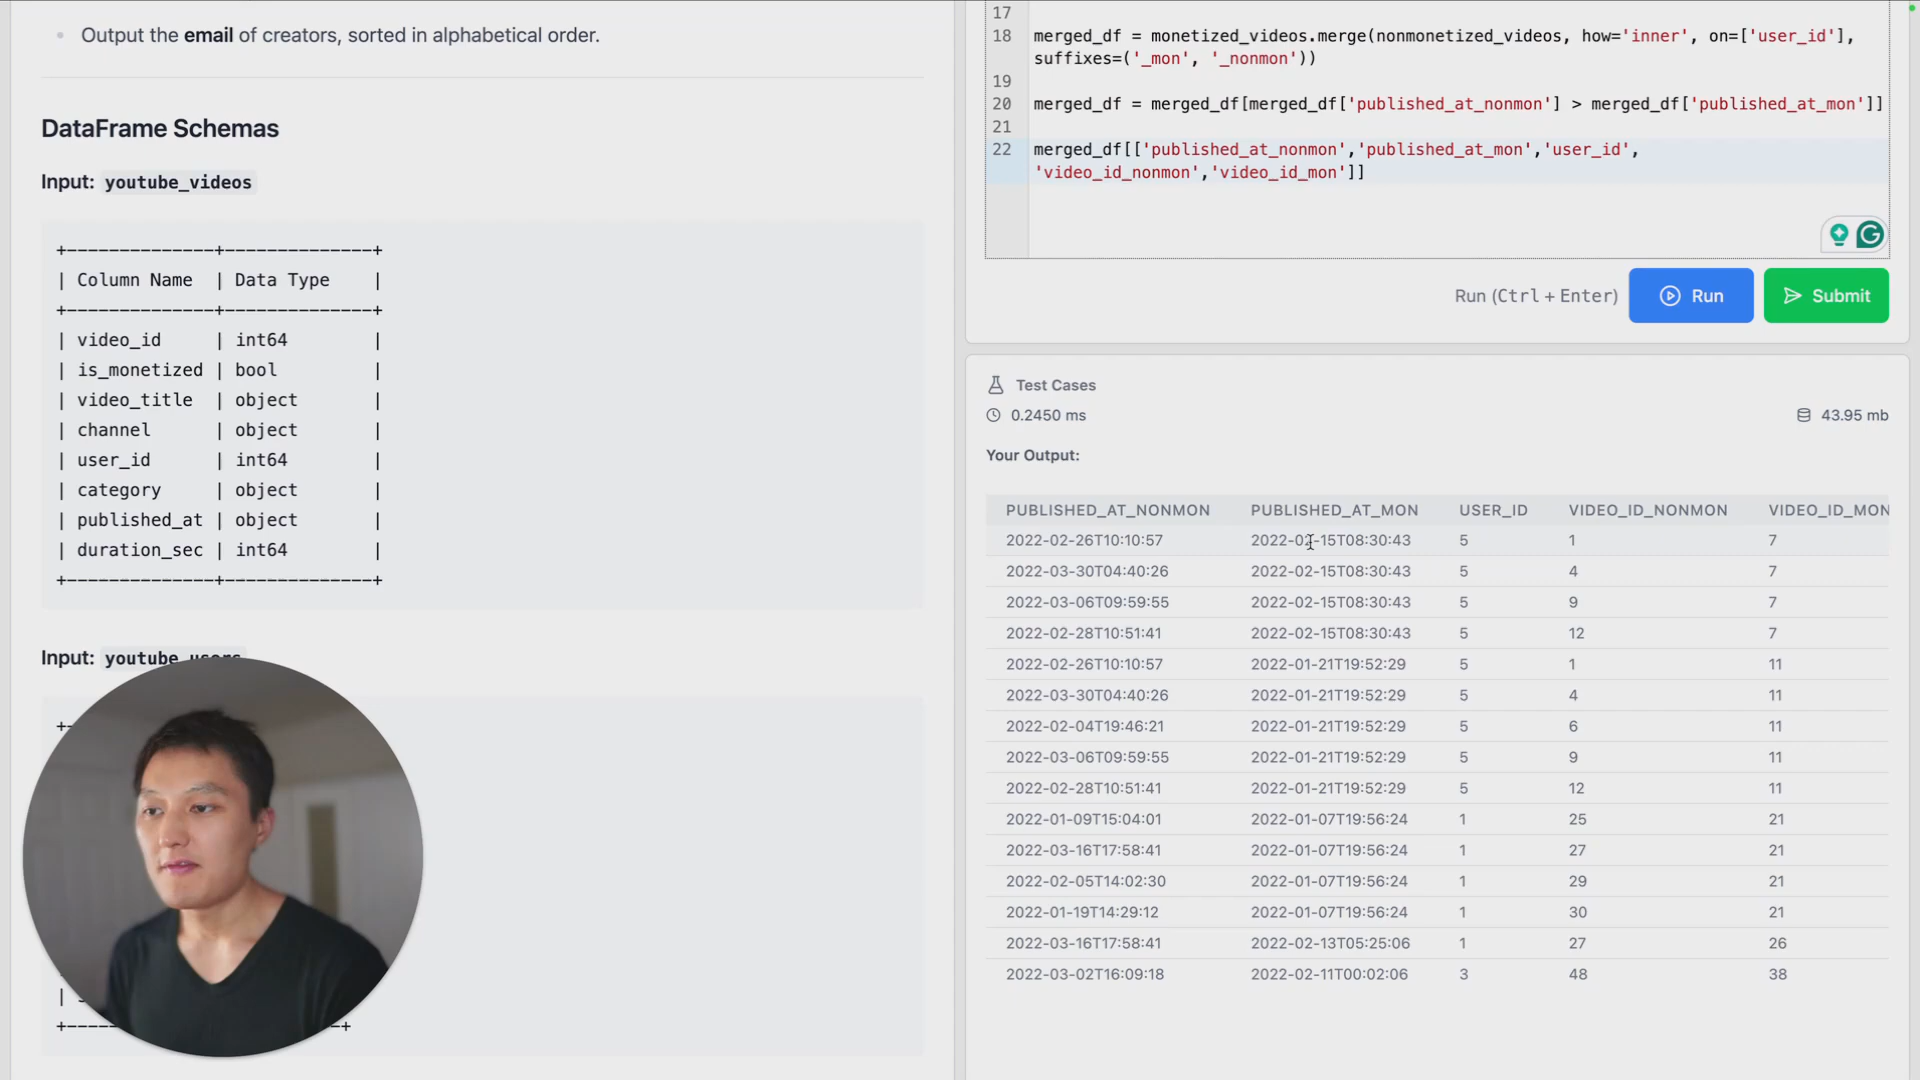 Output the email of creators, sorted in alphabetical order.
DataFrame Schemas
Input: youtube_videos
+--------------+--------------+
| Column Name | Data Type |
+--------------+--------------+
| video_id | int64 |
| is_monetized | bool |
| video_title | object |
| channel | object |
| user_id | int64 |
| category | object |
| published_at | object |
| duration_sec | int64 |
+--------------+--------------+
Input: youtube_users
17
18 merged_df = monetized_videos.merge(nonmonetized_videos, how='inner', on=['user_id'],
suffixes=('_mon', '_nonmon'))
19
20 merged_df = merged_df[merged_df['published_at_nonmon'] > merged_df['published_at_mon']]
21
22 merged_df[['published_at_nonmon','published_at_mon','user_id',
'video_id_nonmon','video_id_mon']]
Run (Ctrl + Enter) Run Submit
Test Cases
0.2450 ms 43.95 mb
Your Output:
PUBLISHED_AT_NONMON PUBLISHED_AT_MON USER_ID VIDEO_ID_NONMON VIDEO_ID_MON
2022-02-26T10:10:57 2022-02-15T08:30:43 5 1 7
2022-03-30T04:40:26 2022-02-15T08:30:43 5 4 7
2022-03-06T09:59:55 2022-02-15T08:30:43 5 9 7
2022-02-28T10:51:41 2022-02-15T08:30:43 5 12 7
2022-02-26T10:10:57 2022-01-21T19:52:29 5 1 11
2022-03-30T04:40:26 2022-01-21T19:52:29 5 4 11
2022-02-04T19:46:21 2022-01-21T19:52:29 5 6 11
2022-03-06T09:59:55 2022-01-21T19:52:29 5 9 11
2022-02-28T10:51:41 2022-01-21T19:52:29 5 12 11
2022-01-09T15:04:01 2022-01-07T19:56:24 1 25 21
2022-03-16T17:58:41 2022-01-07T19:56:24 1 27 21
2022-02-05T14:02:30 2022-01-07T19:56:24 1 29 21
2022-01-19T14:29:12 2022-01-07T19:56:24 1 30 21
2022-03-16T17:58:41 2022-02-13T05:25:06 1 27 26
2022-03-02T16:09:18 2022-02-11T00:02:06 3 48 38